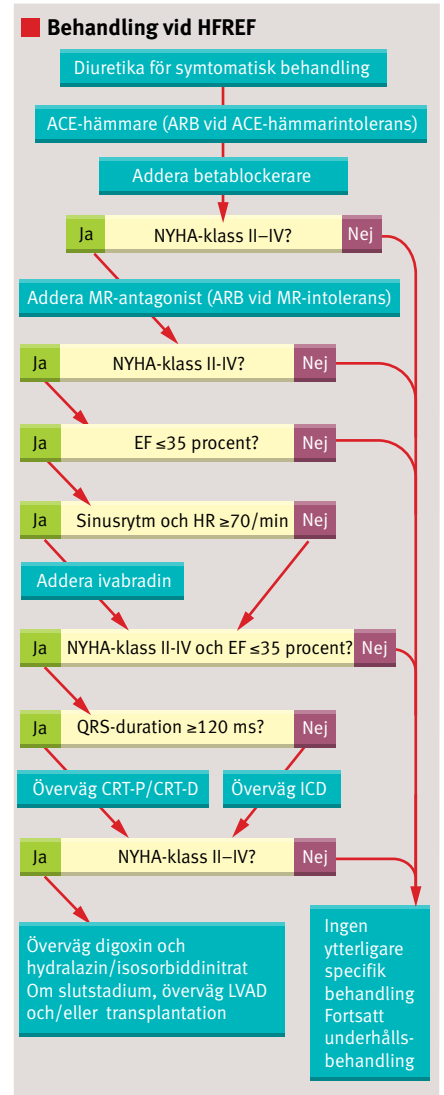 Behandling vid HFREF
Diuretika för symtomatisk behandling
ACE-hämmare (ARB vid ACE-hämmarintolerans)
Addera betablockerare
Ja NYHA-klass II–IV? Nej
Addera MR-antagonist (ARB vid MR-intolerans)
Ja NYHA-klass II-IV? Nej
Ja EF ≤35 procent? Nej
Ja Sinusrytm och HR ≥70/min Nej
Addera ivabradin
Ja NYHA-klass II-IV och EF ≤35 procent? Nej
Ja QRS-duration ≥120 ms? Nej
Överväg CRT-P/CRT-D Överväg ICD
Ja NYHA-klass II–IV? Nej
Överväg digoxin och
hydralazin/isosorbiddinitrat
Om slutstadium, överväg LVAD
och/eller transplantation
Ingen
ytterligare
specifik
behandling
Fortsatt
underhålls-
behandling